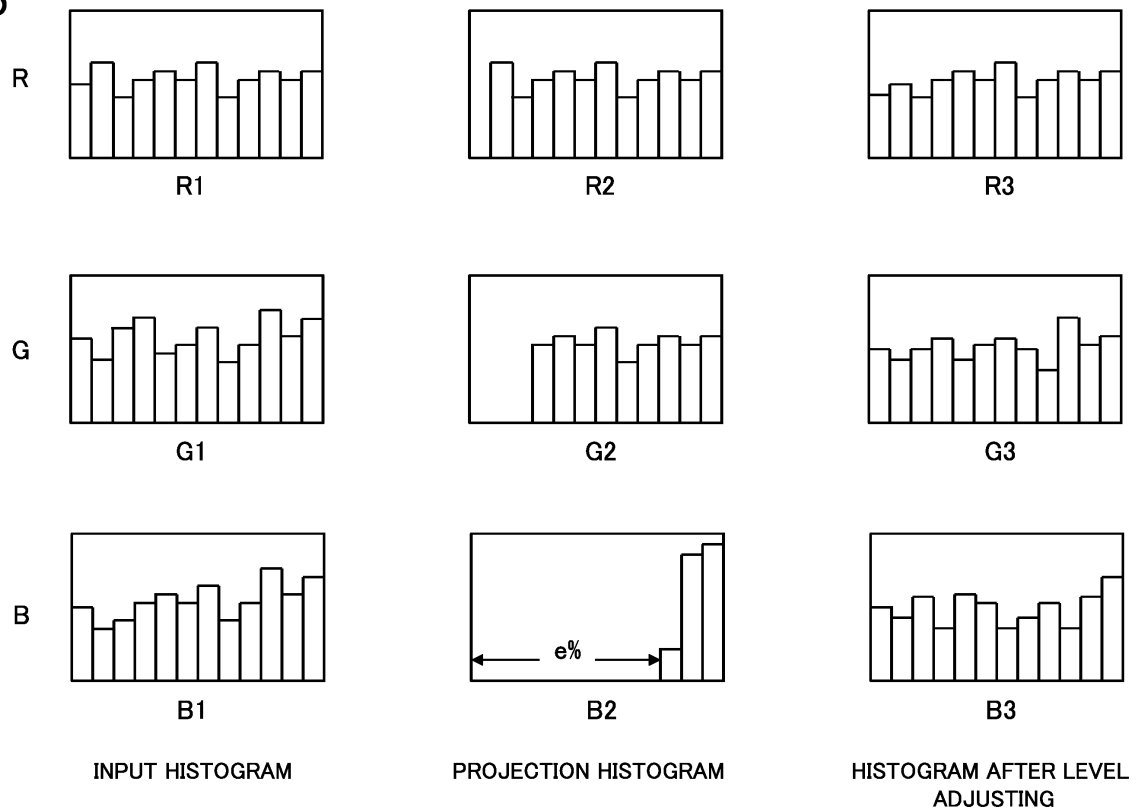 R
R1
R2
R3
G
G1
G2
G3
B
e%
B1
B2
B3
INPUT HISTOGRAM
PROJECTION HISTOGRAM
HISTOGRAM AFTER LEVEL
ADJUSTING